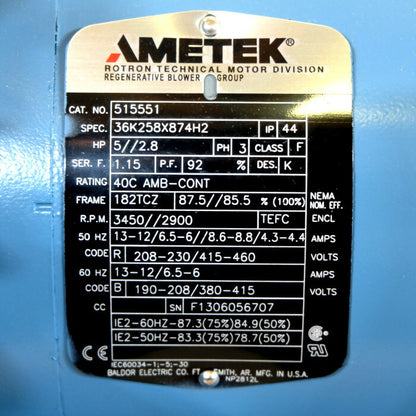 AMETEK®
ROTRON TECHNICAL MOTOR DIVISION
REGENERATIVE BLOWER GROUP
CAT. NO. 515551
SPEC. 36K258X874H2 IP 44
HP 5//2.8 PH 3 CLASS F
SER. F. 1.15 P.F. 92 % DES. K
RATING 40C AMB-CONT
FRAME 182TCZ 87.5//85.5 % (100%) NEMA NOM. EFF.
R.P.M. 3450//2900 TEFC ENCL
50 HZ 13-12/6.5-6//8.6-8.8/4.3-4.4 AMPS
CODE R 208-230/415-460 VOLTS
60 HZ 13-12/6.5-6 AMPS
CODE B 190-208/380-415 VOLTS
CC SN F1306056707
IE2-60HZ-87.3(75%)84.9(50%)
IE2-50HZ-83.3(75%)78.7(50%)
CE
IEC60034-1;-5;-30
BALDOR ELECTRIC CO. FT. SMITH, AR. M. IN U.S.A.
NP2812L